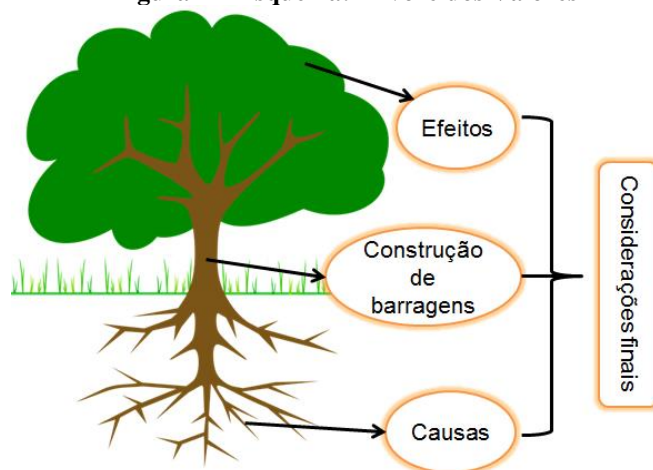 Efeitos
Construção
de
barragens
Causas
Considerações finais